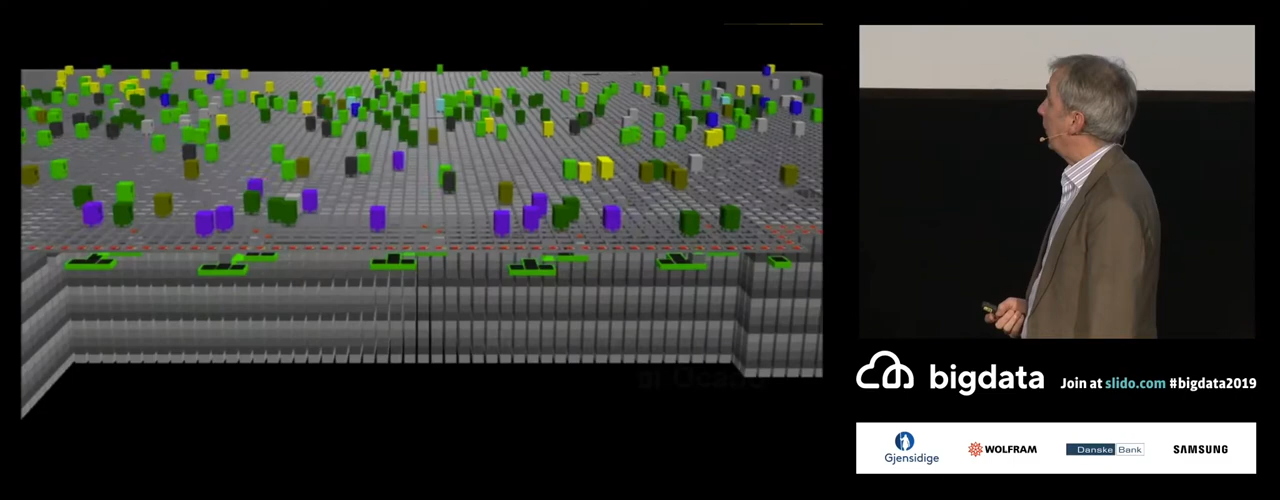 bigdata
Join at slido.com #bigdata2019
Gjensidige
WOLFRAM
Danske Bank
SAMSUNG